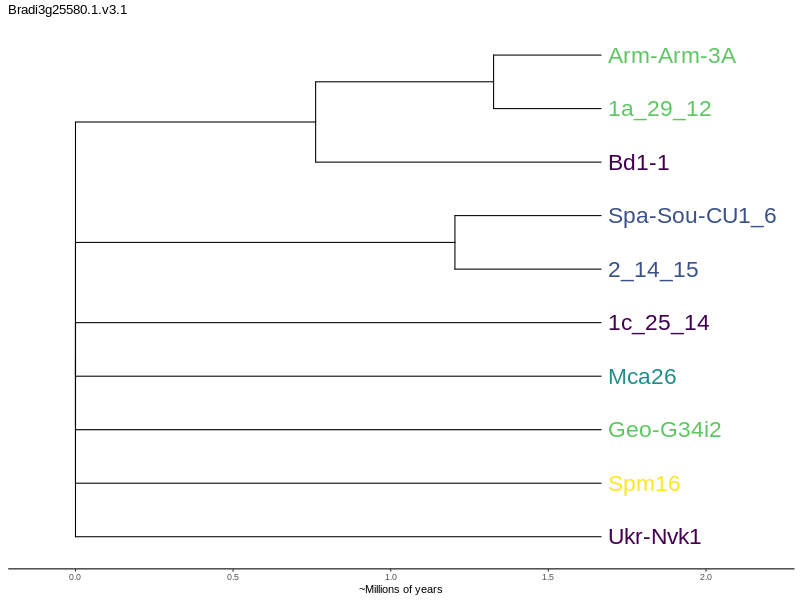 Bradi3g25580.1.v3.1
Arm-Arm-3A
1a_29_12
Bd1-1
Spa-Sou-CU1_6
2_14_15
1c_25_14
Mca26
Geo-G34i2
Spm16
Ukr-Nvk1
0.0 0.5 1.0 1.5 2.0
~Millions of years